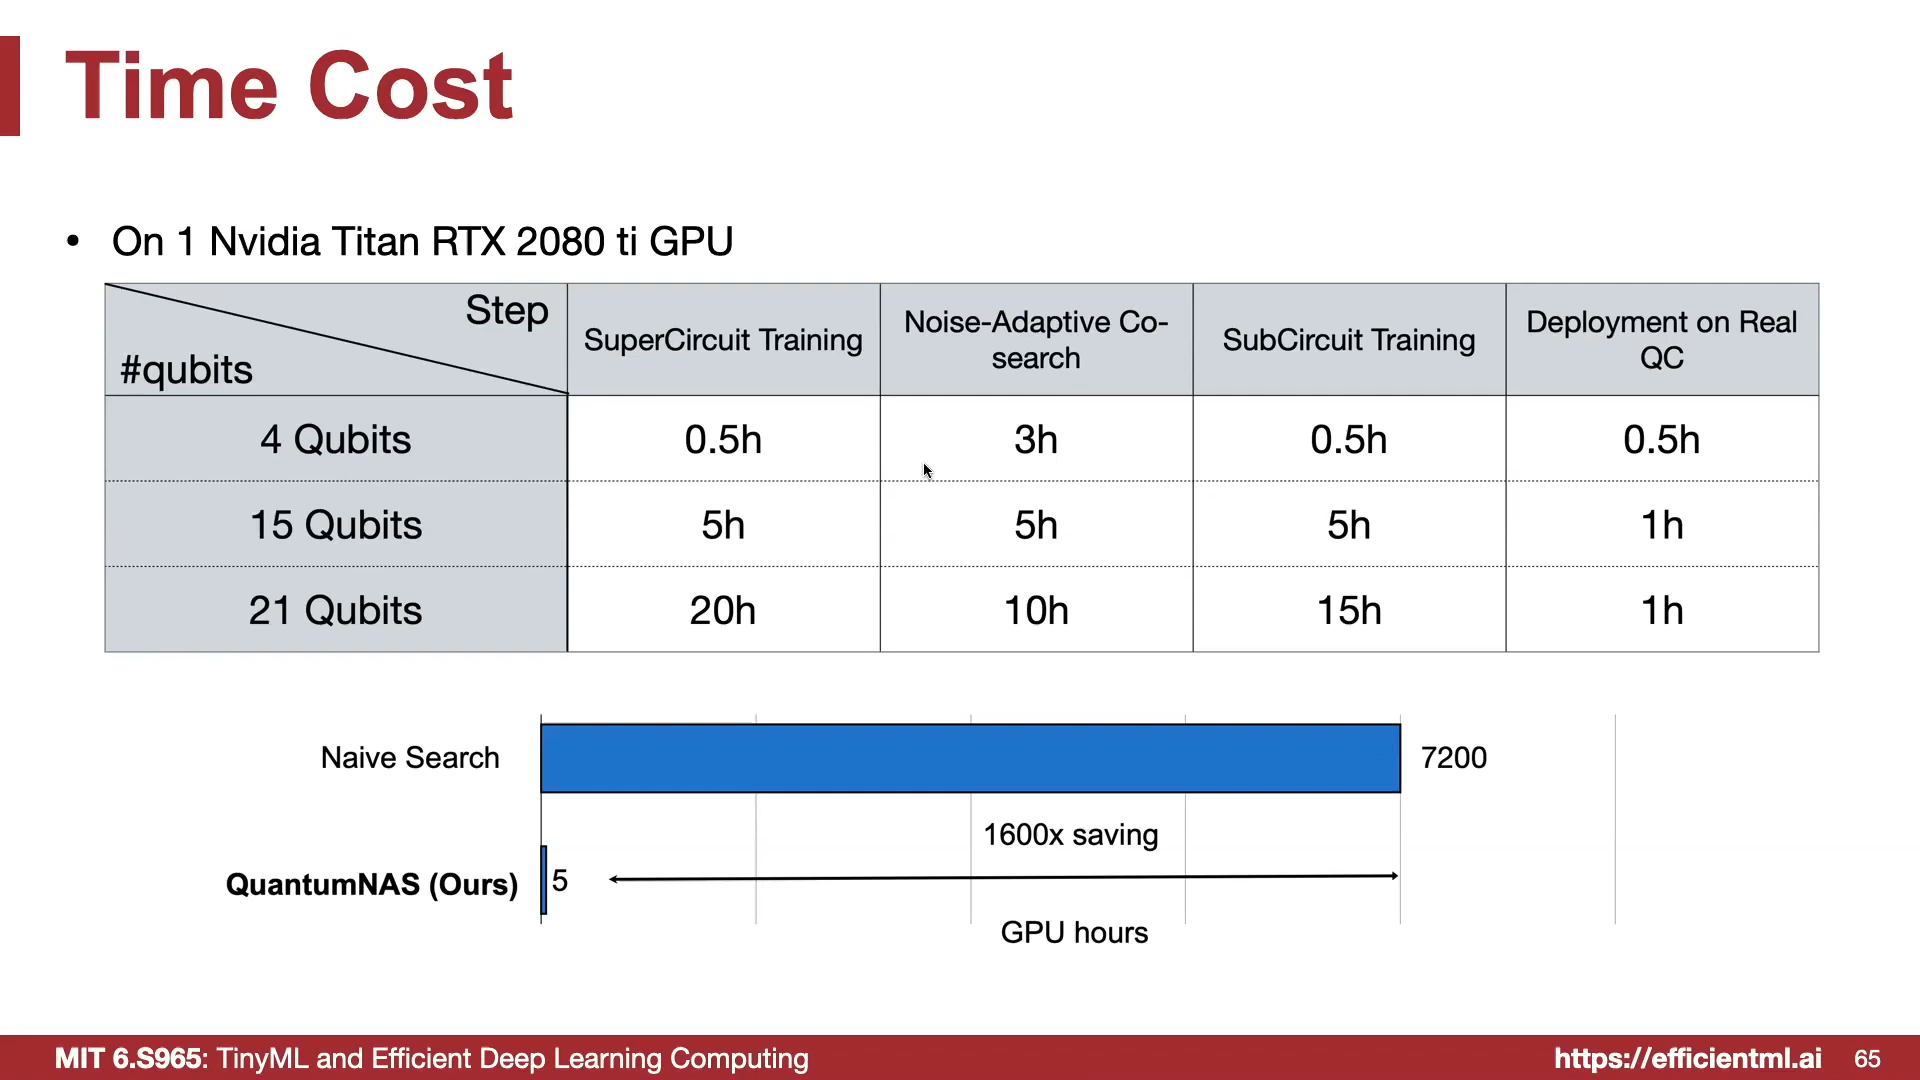 Time Cost
• On 1 Nvidia Titan RTX 2080 ti GPU
Step
#qubits
SuperCircuit Training
Noise-Adaptive Co-
search
SubCircuit Training
Deployment on Real
QC
4 Qubits 0.5h 3h 0.5h 0.5h
15 Qubits 5h 5h 5h 1h
21 Qubits 20h 10h 15h 1h
Naive Search 7200
1600x saving
QuantumNAS (Ours) 5
GPU hours
MIT 6.S965: TinyML and Efficient Deep Learning Computing https://efficientml.ai 65